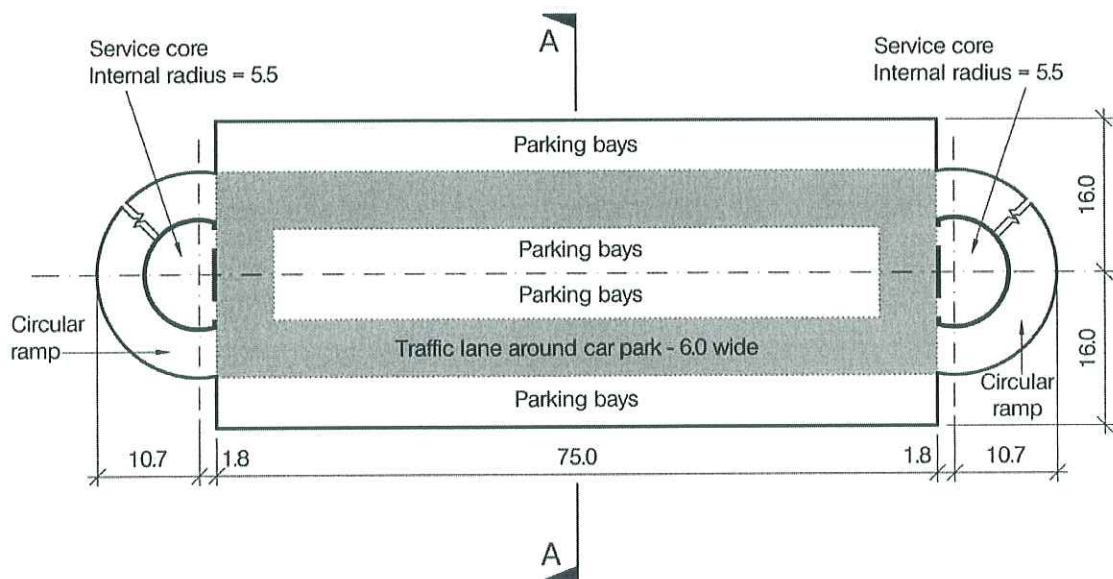 A
Service core
Internal radius = 5.5
Service core
Internal radius = 5.5
Parking bays
16.0
Parking bays
Parking bays
Circular
ramp
Traffic lane around car park - 6.0 wide
16.0
Circular
ramp
Parking bays
10.7
1.8
75.0
1.8
10.7
A